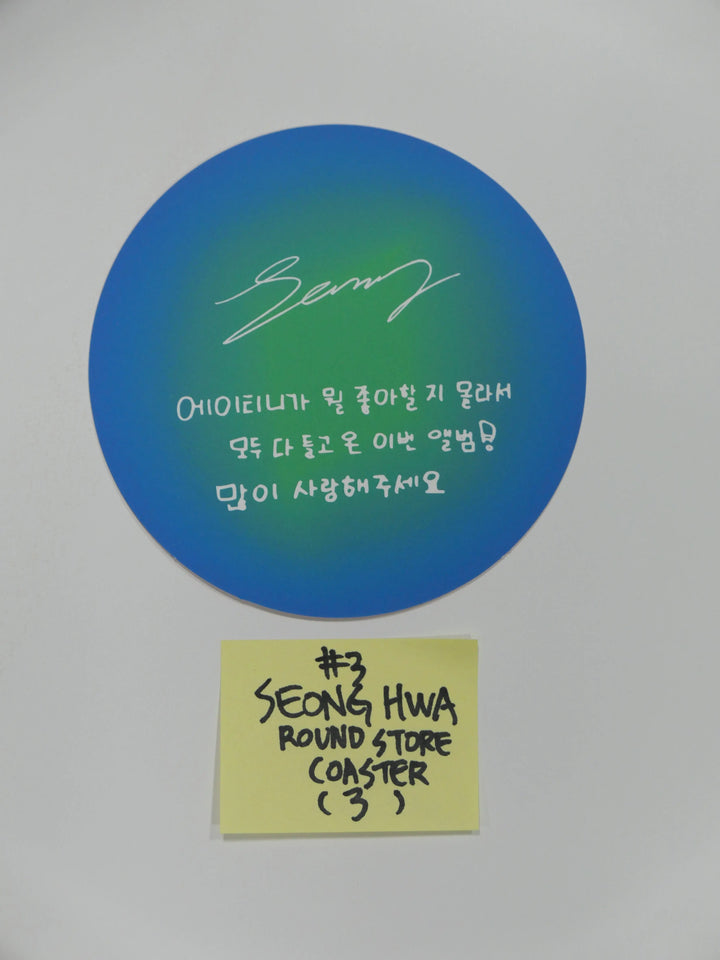 에이티니가 뭘 좋아할 지 몰라서
모두 다 들고 온 이번 앨범!
많이 사랑해주세요
#3
SEONG HWA
ROUND STORE
COASTER
(3)